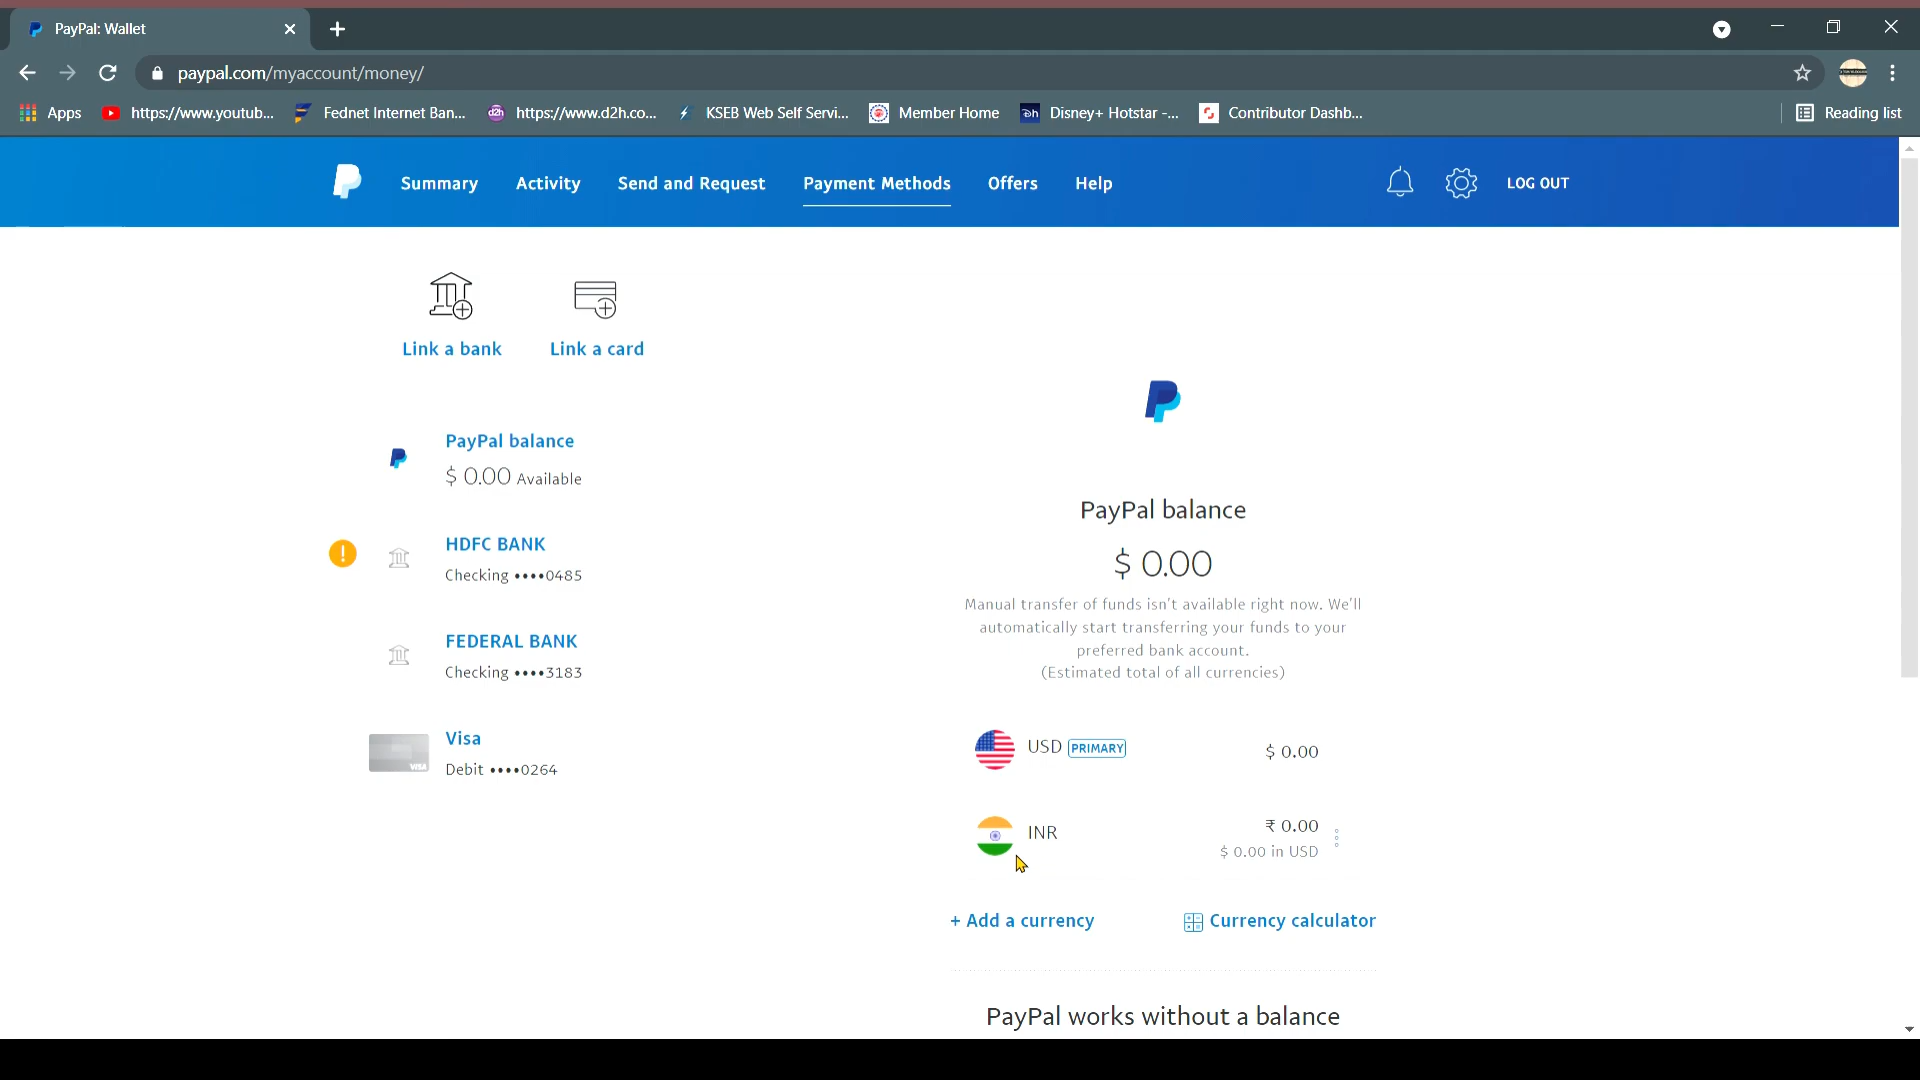 PayPal: Wallet
paypal.com/myaccount/money/
Apps https://www.youtub... Fednet Internet Ban... d2h https://www.d2h.co... KSEB Web Self Servi... Member Home Disney+ Hotstar -... Contributor Dashb... Reading list
Summary Activity Send and Request Payment Methods Offers Help LOG OUT
Link a bank Link a card
PayPal balance
$ 0.00 Available
HDFC BANK
Checking ••••0485
FEDERAL BANK
Checking ••••3183
Visa
VISA
Debit ••••0264
PayPal balance
$ 0.00
Manual transfer of funds isn't available right now. We'll
automatically start transferring your funds to your
preferred bank account.
(Estimated total of all currencies)
USD PRIMARY $ 0.00
INR ₹ 0.00
$ 0.00 in USD
+ Add a currency Currency calculator
PayPal works without a balance